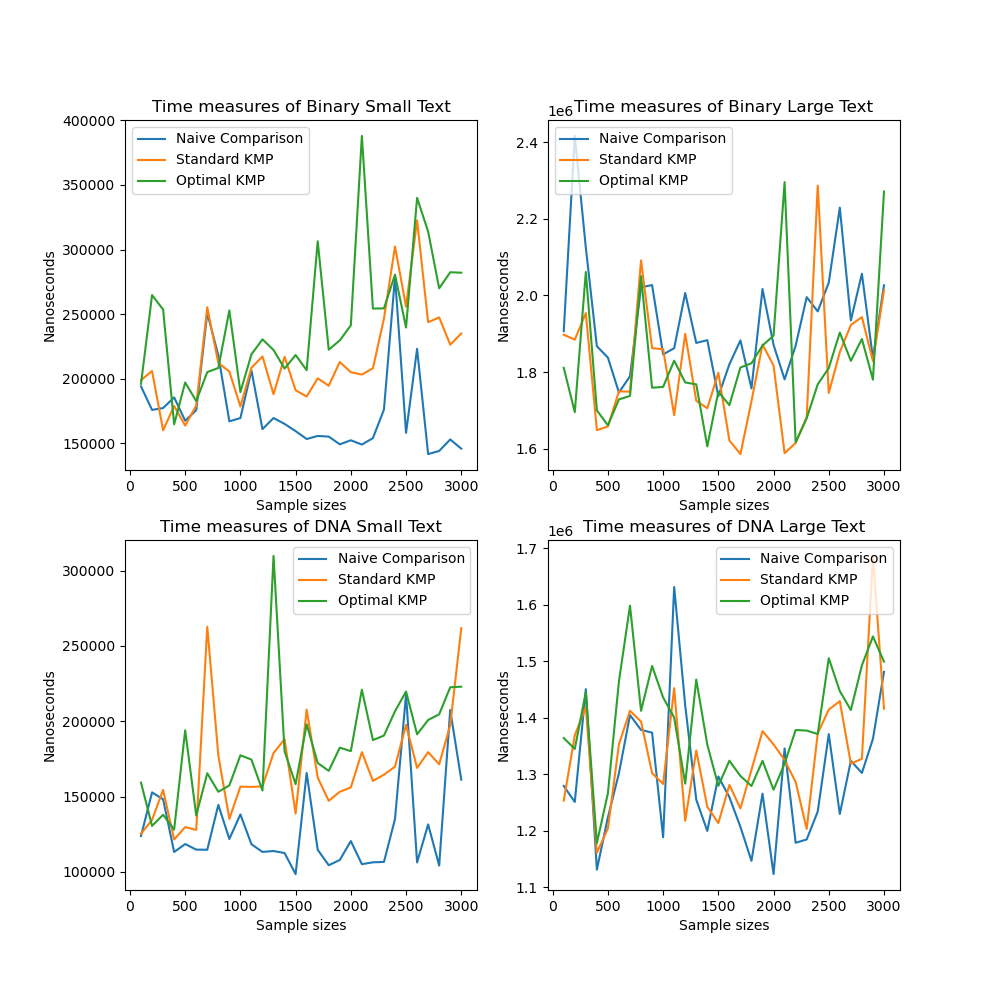 Time measures of Binary Small Text
400000
350000
300000
250000
200000
150000
Nanoseconds
Naive Comparison
Standard KMP
Optimal KMP
0 500 1000 1500 2000 2500 3000
Sample sizes
Time measures of Binary Large Text
1e6
2.4
2.2
2.0
1.8
1.6
Nanoseconds
Naive Comparison
Standard KMP
Optimal KMP
0 500 1000 1500 2000 2500 3000
Sample sizes
Time measures of DNA Small Text
300000
250000
200000
150000
100000
Nanoseconds
Naive Comparison
Standard KMP
Optimal KMP
0 500 1000 1500 2000 2500 3000
Sample sizes
Time measures of DNA Large Text
1e6
1.7
1.6
1.5
1.4
1.3
1.2
1.1
Nanoseconds
Naive Comparison
Standard KMP
Optimal KMP
0 500 1000 1500 2000 2500 3000
Sample sizes